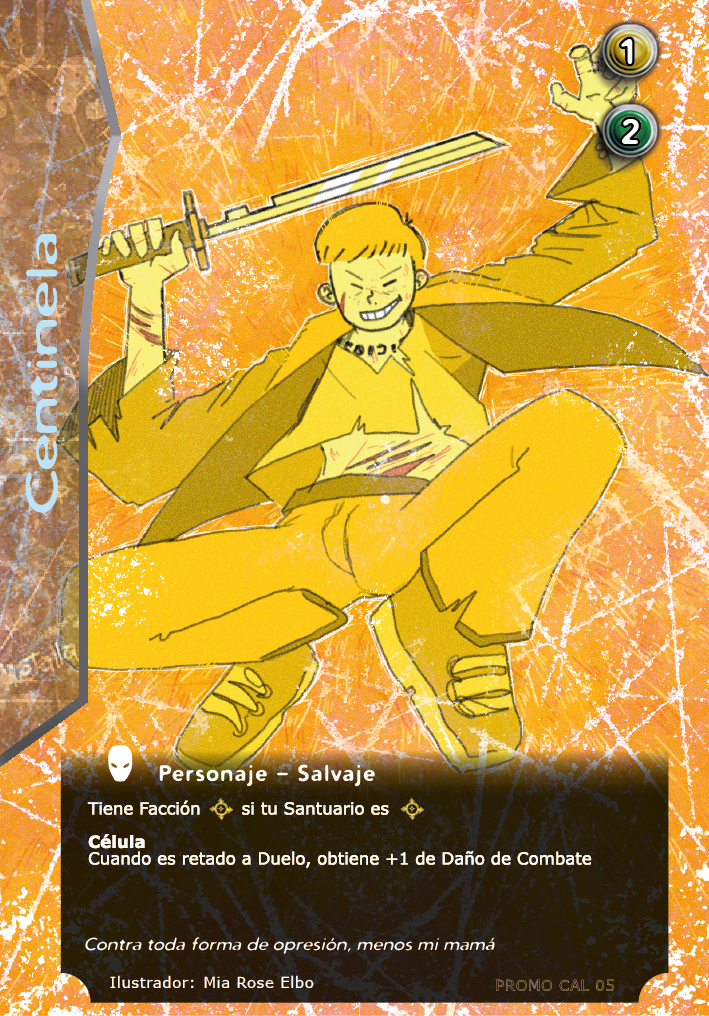 1
2
Centinela
Personaje – Salvaje
Tiene Facción si tu Santuario es
Célula
Cuando es retado a Duelo, obtiene +1 de Daño de Combate
Contra toda forma de opresión, menos mi mamá
Ilustrador: Mia Rose Elbo
PROMO CAL 05